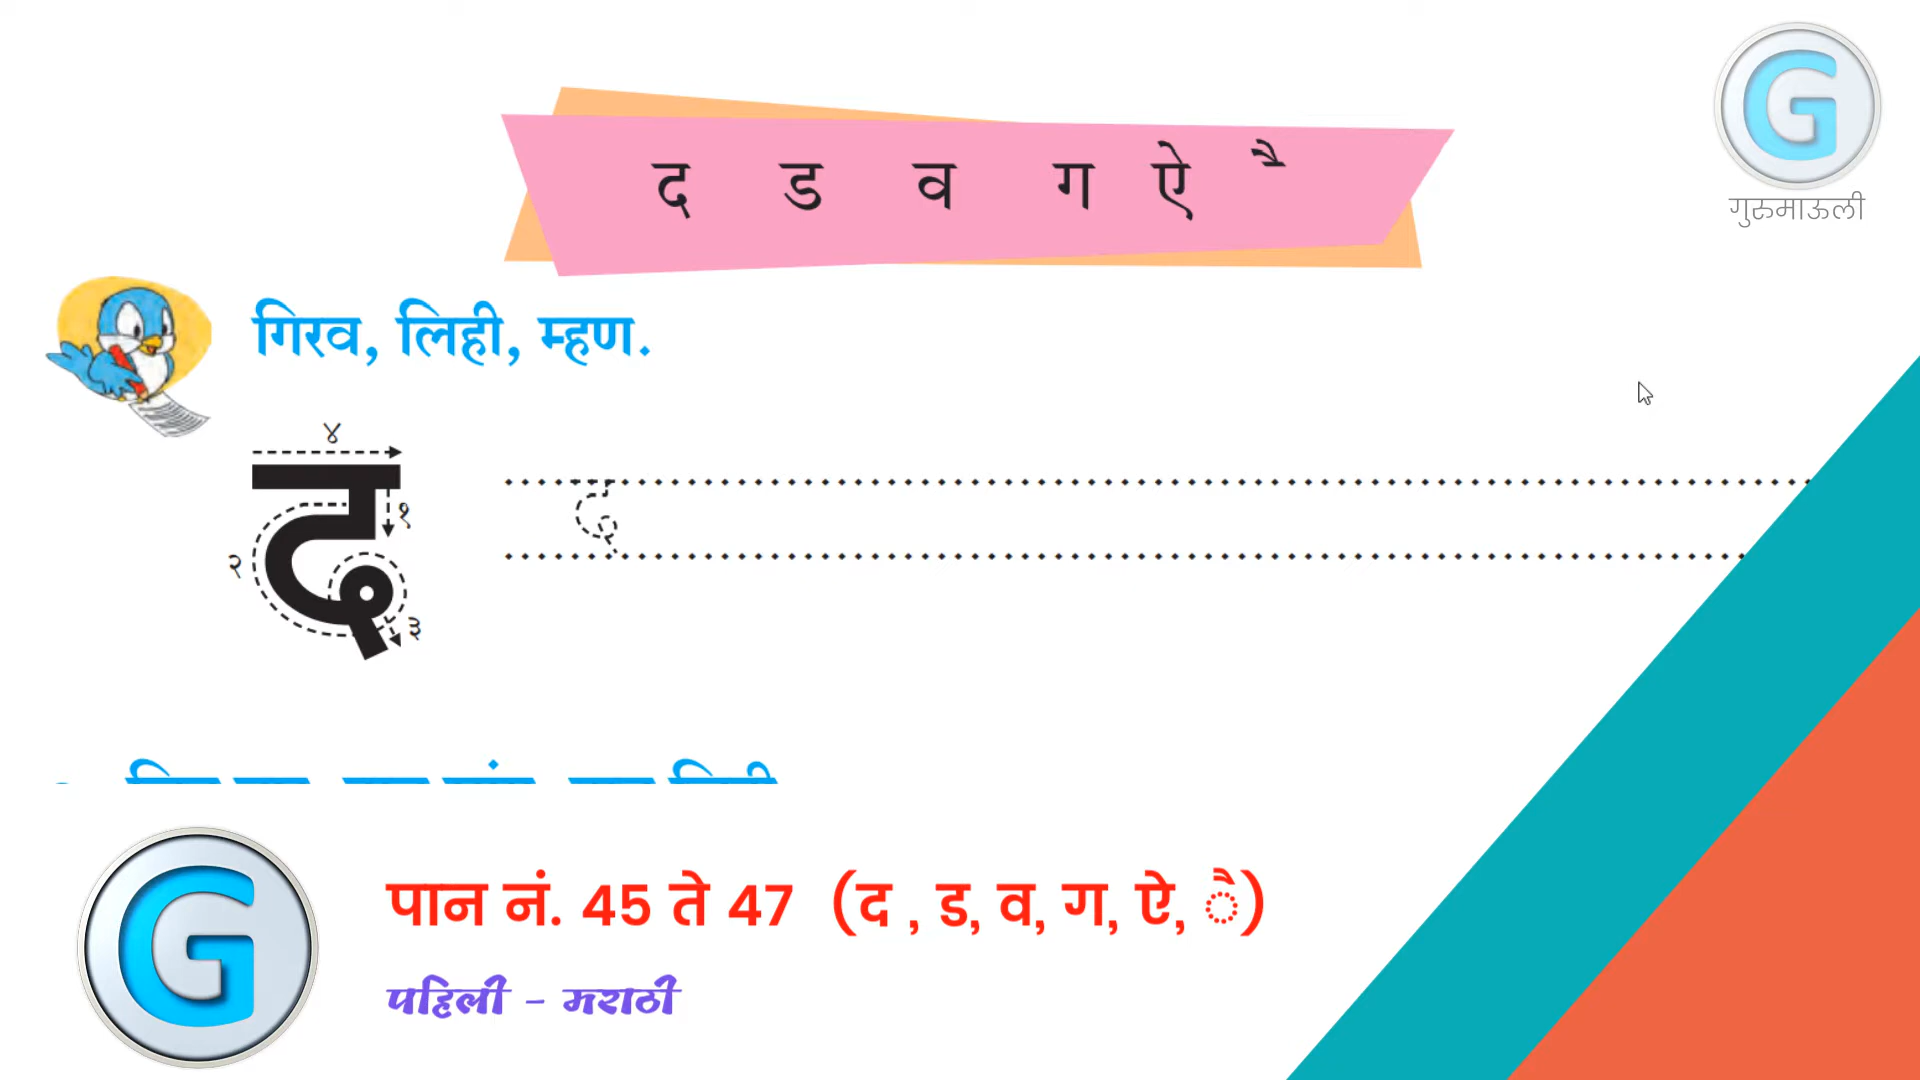 द ड व ग ऐ ै
G
गुरुमाऊली
गिरव, लिही, म्हण.
४
१
२
३
द
द
G
पान नं. 45 ते 47 (द , ड, व, ग, ऐ, ै)
पहिली - मराठी